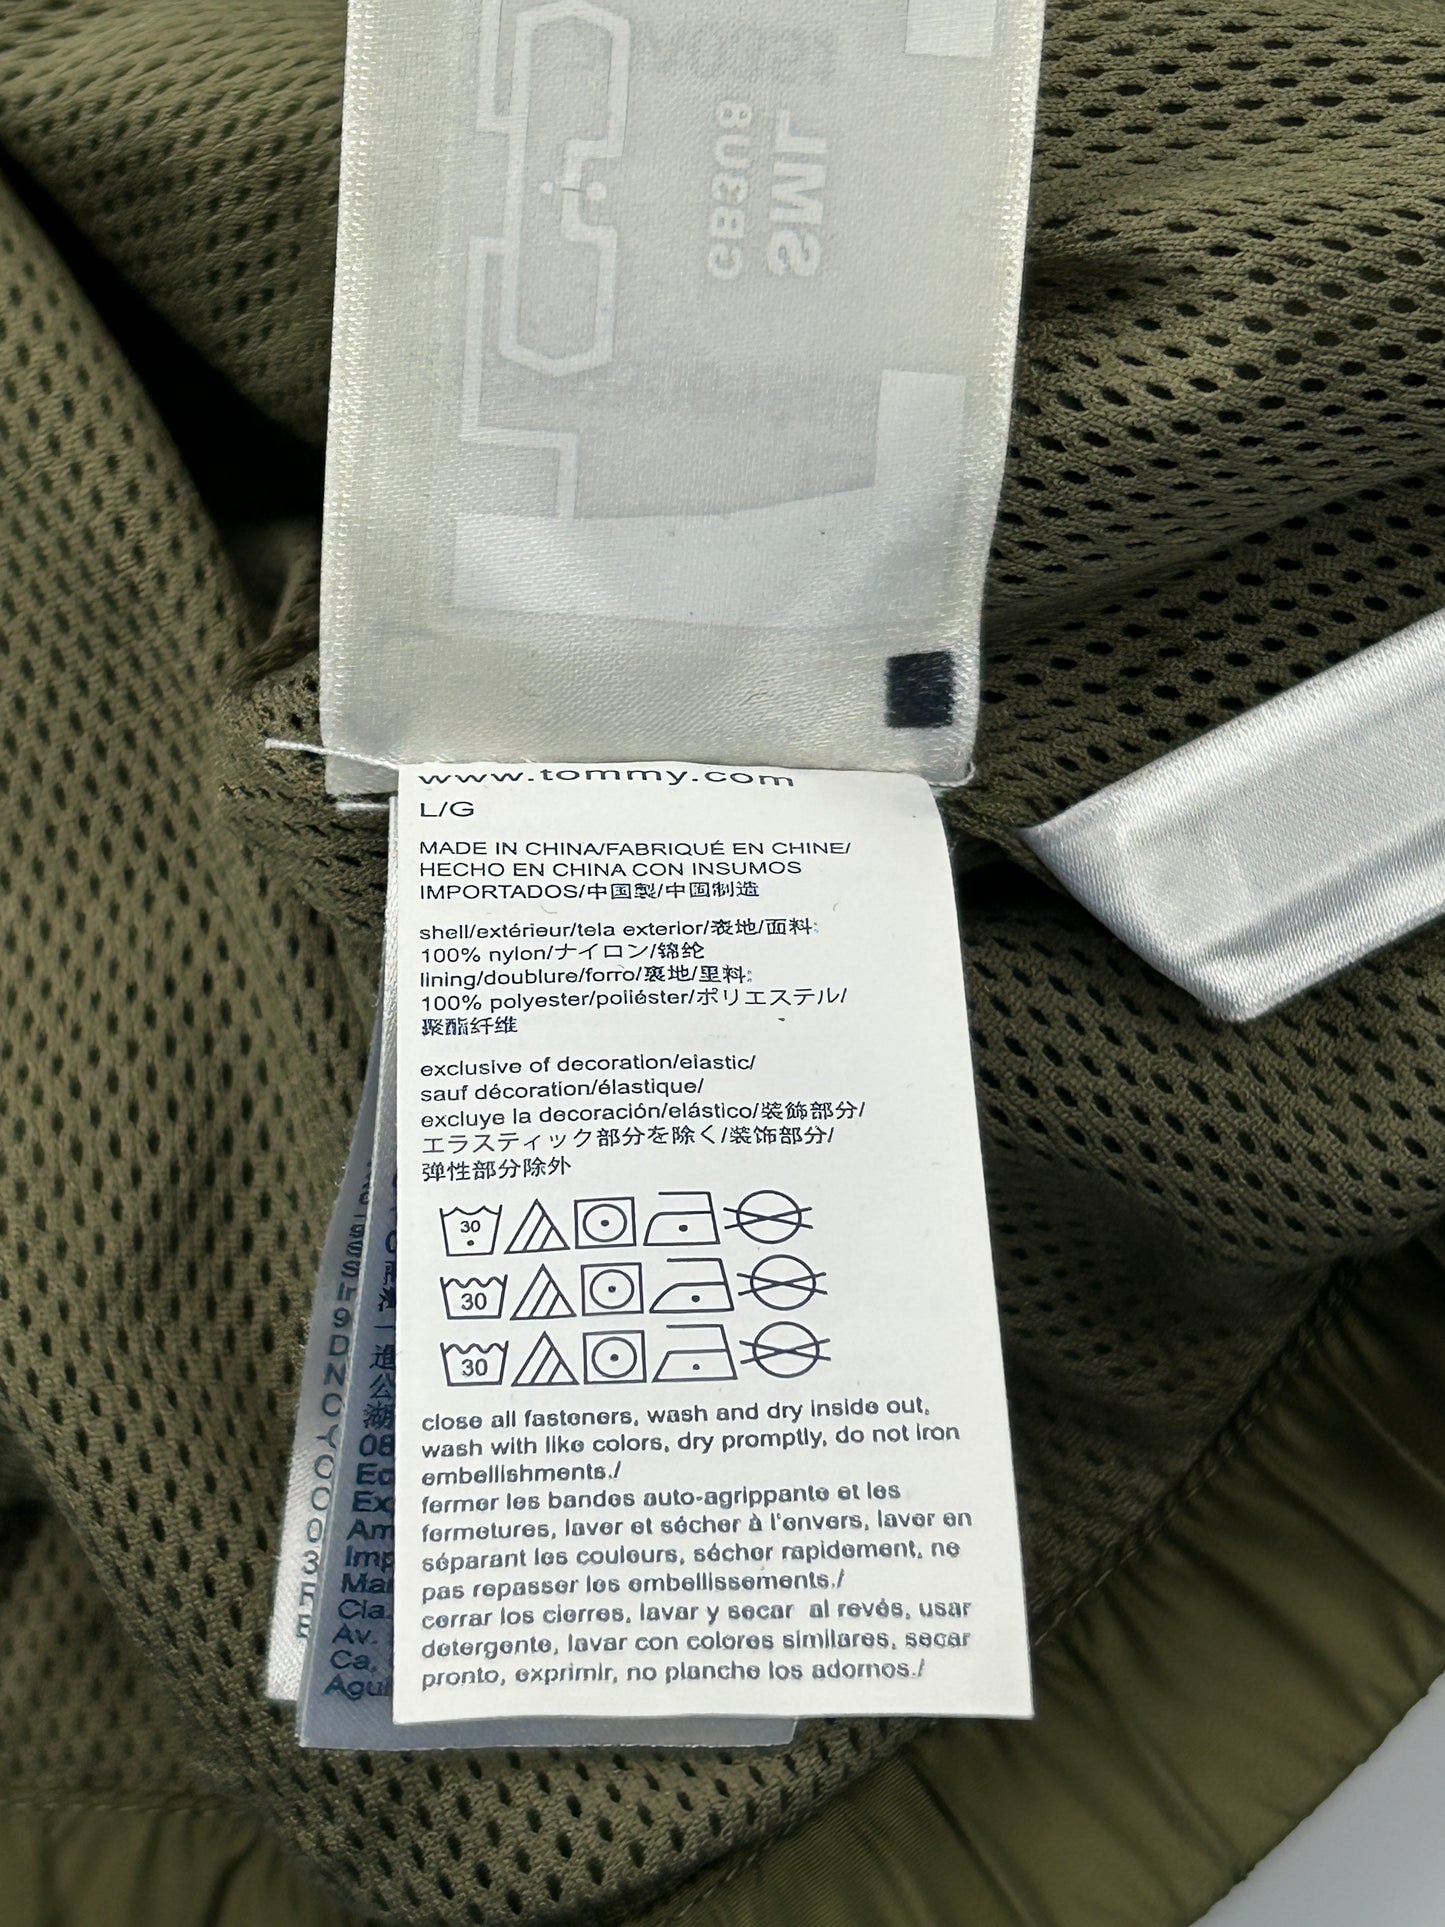 GB308
SML
www.tommy.com
L/G
MADE IN CHINA/FABRIQUÉ EN CHINE/
HECHO EN CHINA CON INSUMOS
IMPORTADOS/中国製/中国制造
shell/extérieur/tela exterior/表地/面料:
100% nylon/ナイロン/锦纶
lining/doublure/forro/裏地/里料:
100% polyester/poliéster/ポリエステル/
聚酯纤维
exclusive of decoration/elastic/
sauf décoration/élastique/
excluye la decoración/elástico/装飾部分/
エラスティック部分を除く/装饰部分/
弹性部分除外
30
30
30
close all fasteners, wash and dry inside out,
wash with like colors, dry promptly, do not iron
embellishments./
fermer les bandes auto-agrippante et les
fermetures, laver et sécher à l'envers, laver en
séparant les couleurs, sécher rapidement, ne
pas repasser les embellissements./
cerrar los cierres, lavar y secar al revés, usar
detergente, lavar con colores similares, secar
pronto, exprimir, no planche los adornos./
08
Imp
Cla.
Av.
Ca,